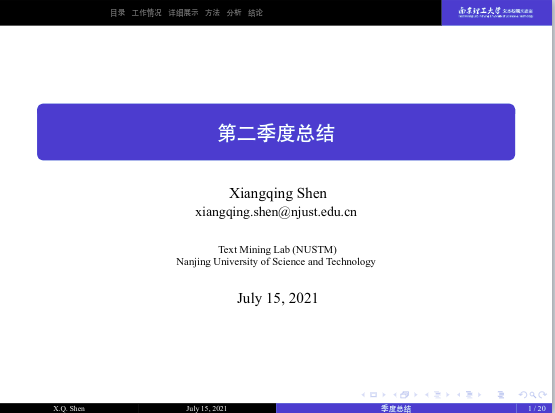 目录 工作情况 详细展示 方法 分析 结论
南京理工大学
第二季度总结
Xiangqing Shen
xiangqing.shen@njust.edu.cn
Text Mining Lab (NUSTM)
Nanjing University of Science and Technology
July 15, 2021
X.Q. Shen July 15, 2021 季度总结 1 / 20